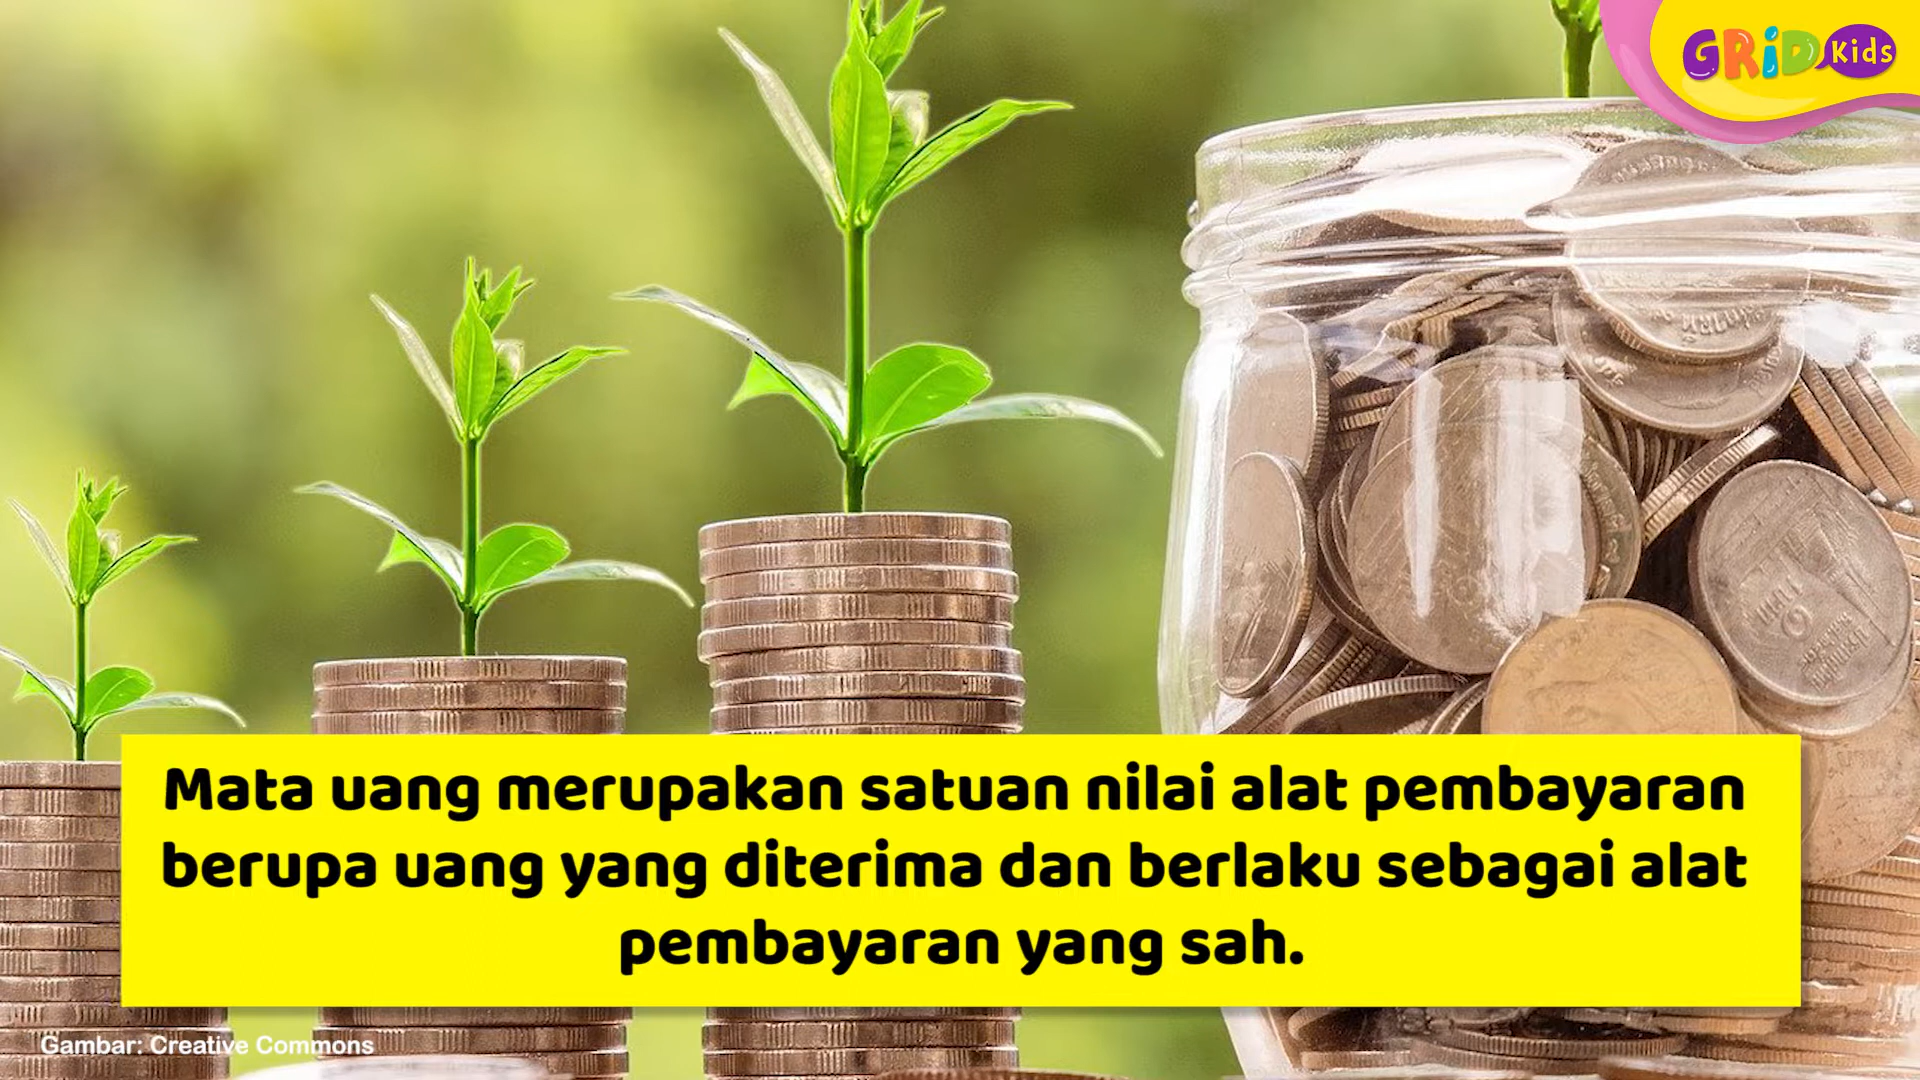 GRiD Kids
Mata uang merupakan satuan nilai alat pembayaran
berupa uang yang diterima dan berlaku sebagai alat
pembayaran yang sah.
Gambar: Creative Commons